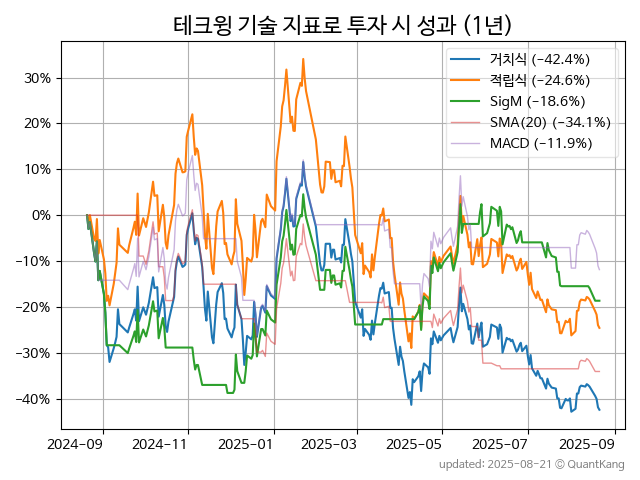 테크윙 기술 지표로 투자 시 성과 (1년)
거치식 (−42.4%)
적립식 (−24.6%)
SigM (−18.6%)
SMA(20) (−34.1%)
MACD (−11.9%)
30%
20%
10%
0%
−10%
−20%
−30%
−40%
2024-09
2024-11
2025-01
2025-03
2025-05
2025-07
2025-09
updated: 2025-08-21 © QuantKang